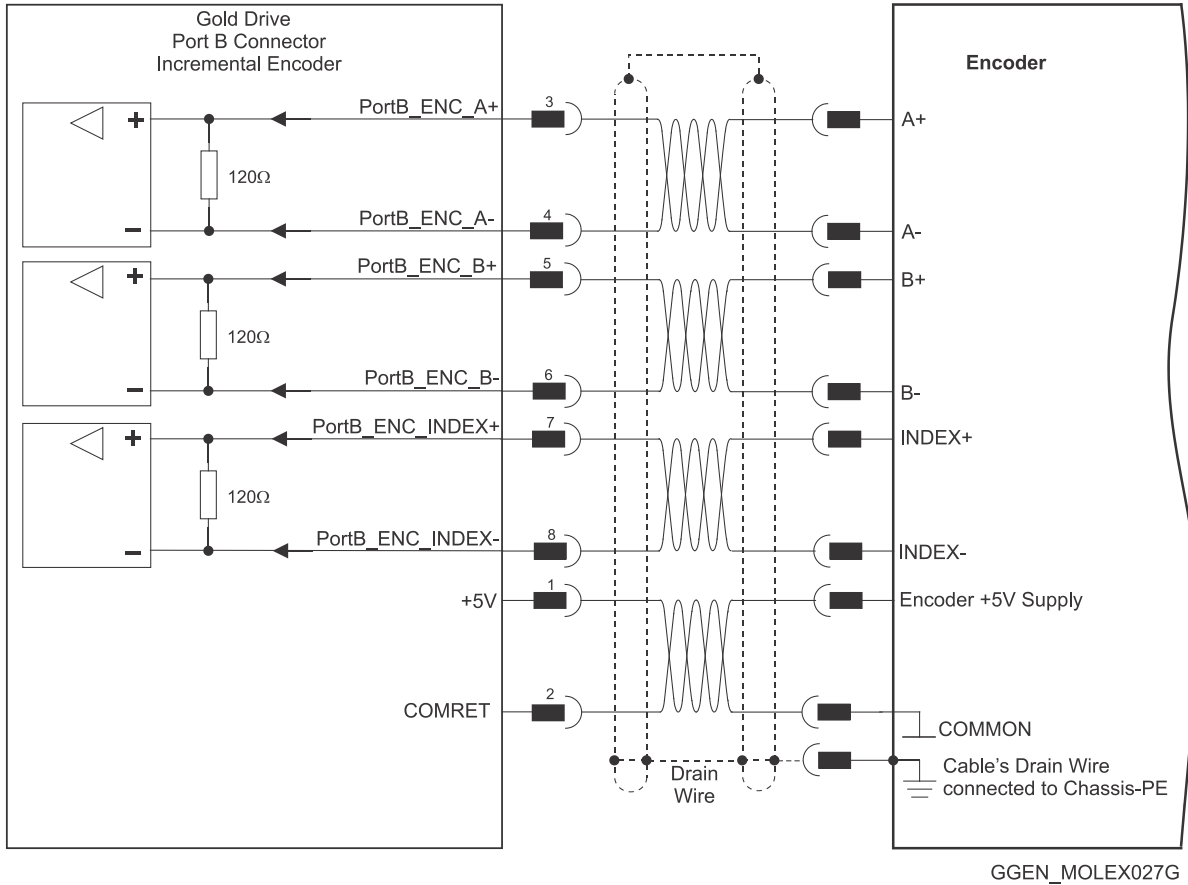 Gold Drive
Port B Connector
Incremental Encoder
Encoder
+
PortB_ENC_A+
3
A+
120Ω
−
PortB_ENC_A-
4
A-
+
PortB_ENC_B+
5
B+
120Ω
−
PortB_ENC_B-
6
B-
+
PortB_ENC_INDEX+
7
INDEX+
120Ω
−
PortB_ENC_INDEX-
8
INDEX-
+5V
1
Encoder +5V Supply
COMRET
2
COMMON
Drain
Wire
Cable's Drain Wire
connected to Chassis-PE
GGEN_MOLEX027G